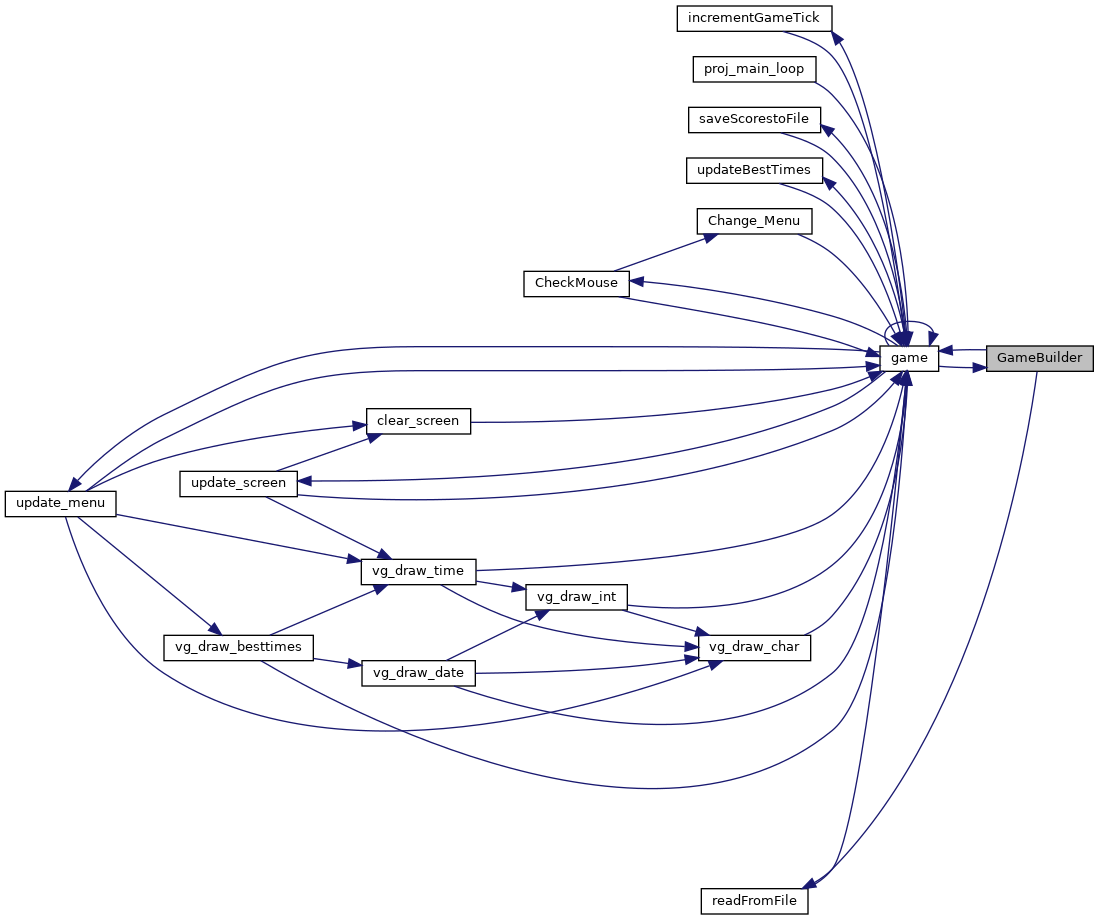 incrementGameTick
proj_main_loop
saveScorestoFile
updateBestTimes
Change_Menu
CheckMouse
game
GameBuilder
clear_screen
update_screen
update_menu
vg_draw_time
vg_draw_int
vg_draw_besttimes
vg_draw_char
vg_draw_date
readFromFile